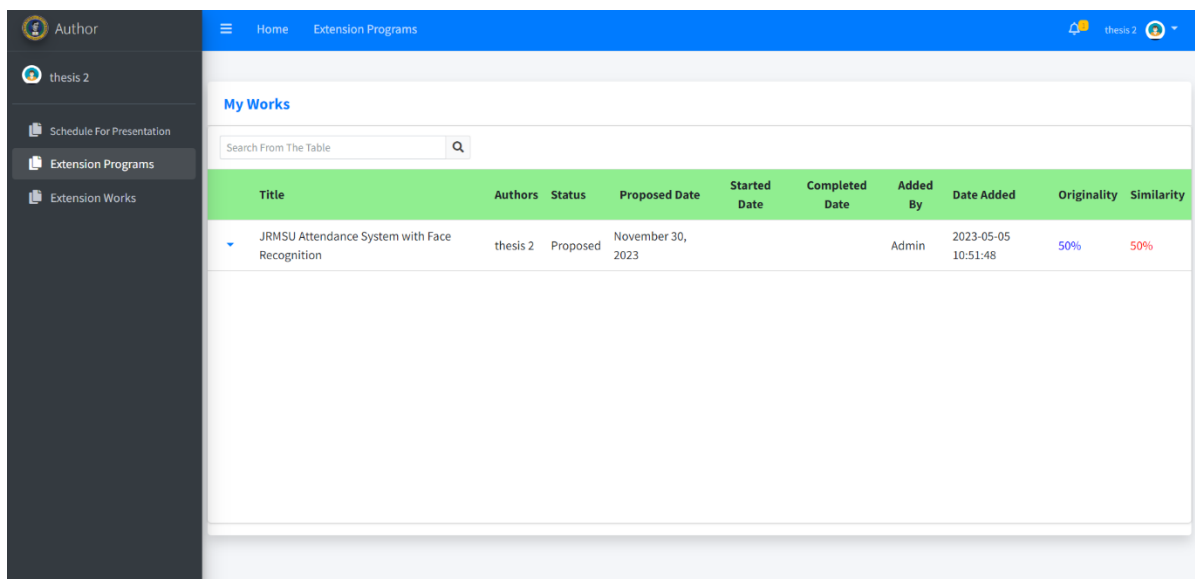 Author
Home Extension Programs
thesis 2
thesis 2
My Works
Schedule For Presentation
Extension Programs
Extension Works
Search From The Table
Title Authors Status Proposed Date Started Date Completed Date Added By Date Added Originality Similarity
JRMSU Attendance System with Face Recognition thesis 2 Proposed November 30, 2023 Admin 2023-05-05 10:51:48 50% 50%